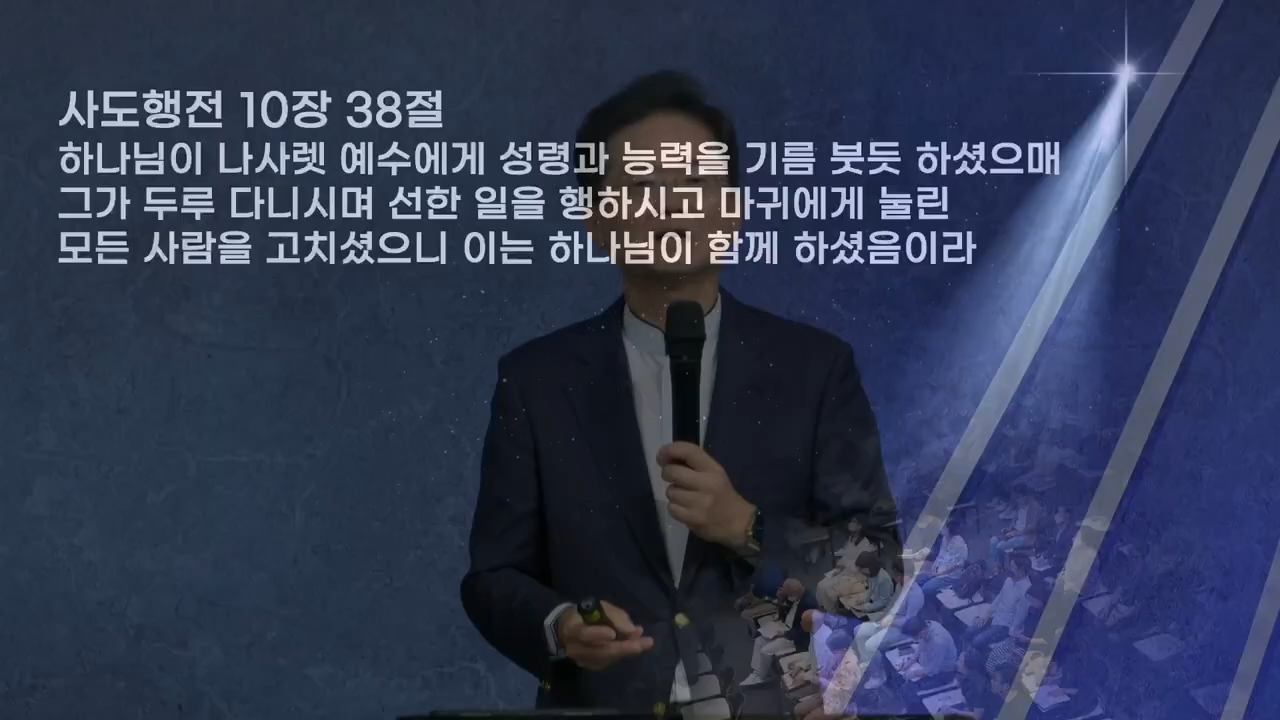 사도행전 10장 38절
하나님이 나사렛 예수에게 성령과 능력을 기름 붓듯 하셨으매
그가 두루 다니시며 선한 일을 행하시고 마귀에게 눌린
모든 사람을 고치셨으니 이는 하나님이 함께 하셨음이라